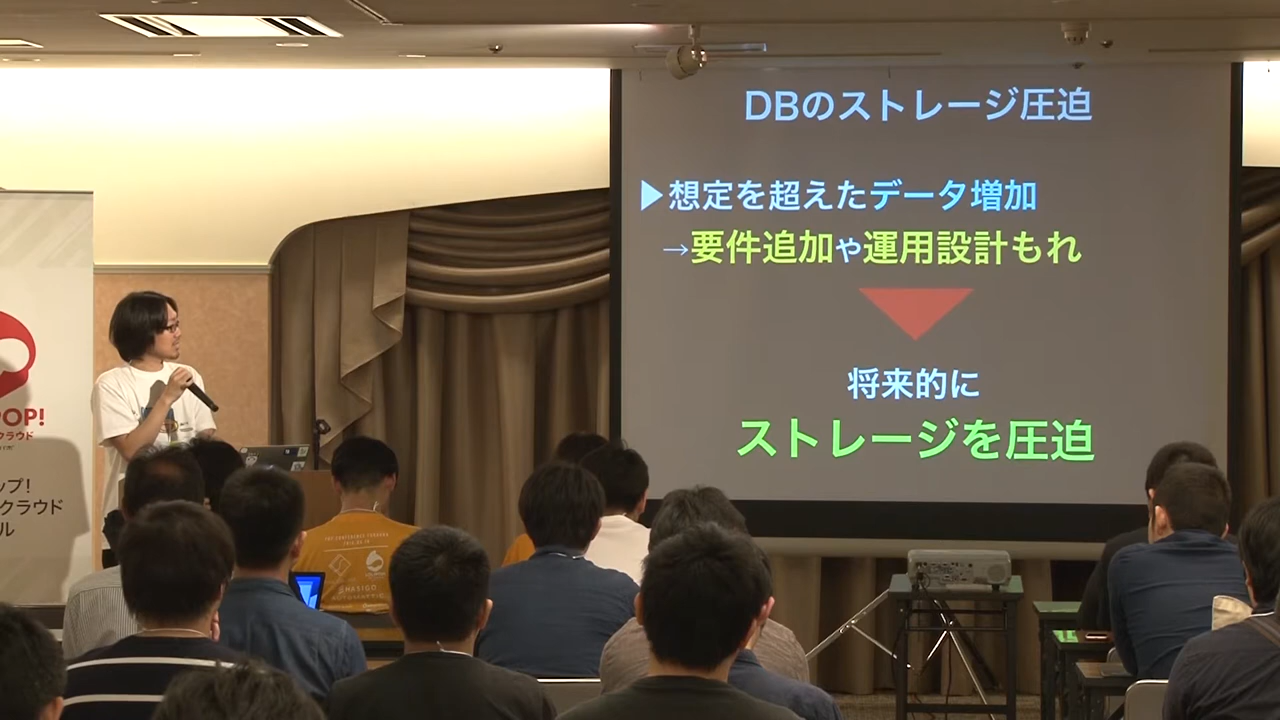 DBのストレージ圧迫
▶想定を超えたデータ増加
→要件追加や運用設計もれ
将来的に
ストレージを圧迫
POP!
クラウド
ップ!
クラウド
ル